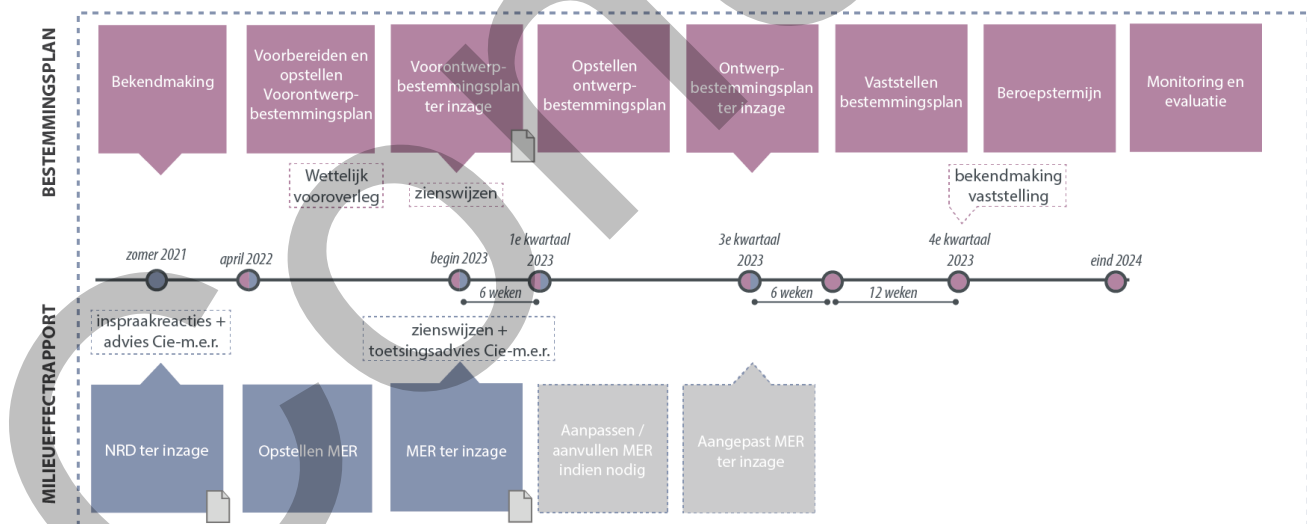 BESTEMMINGSPLAN
Bekendmaking
Voorbereiden en
opstellen
Voorontwerp-
bestemmingsplan
Voorontwerp-
bestemmingsplan
ter inzage
Opstellen
ontwerp-
bestemmingsplan
Ontwerp-
bestemmingsplan
ter inzage
Vaststellen
bestemmingsplan
Beroepstermijn
Monitoring en
evaluatie
Wettelijk
vooroverleg
zienswijzen
bekendmaking
vaststelling
zomer 2021
april 2022
begin 2023
1e kwartaal
2023
3e kwartaal
2023
4e kwartaal
2023
eind 2024
6 weken
6 weken
12 weken
MILIEUEFFECTRAPPORT
inspraakreacties +
advies Cie-m.e.r.
zienswijzen +
toetsingsadvies Cie-m.e.r.
NRD ter inzage
Opstellen MER
MER ter inzage
Aanpassen /
aanvullen MER
indien nodig
Aangepast MER
ter inzage